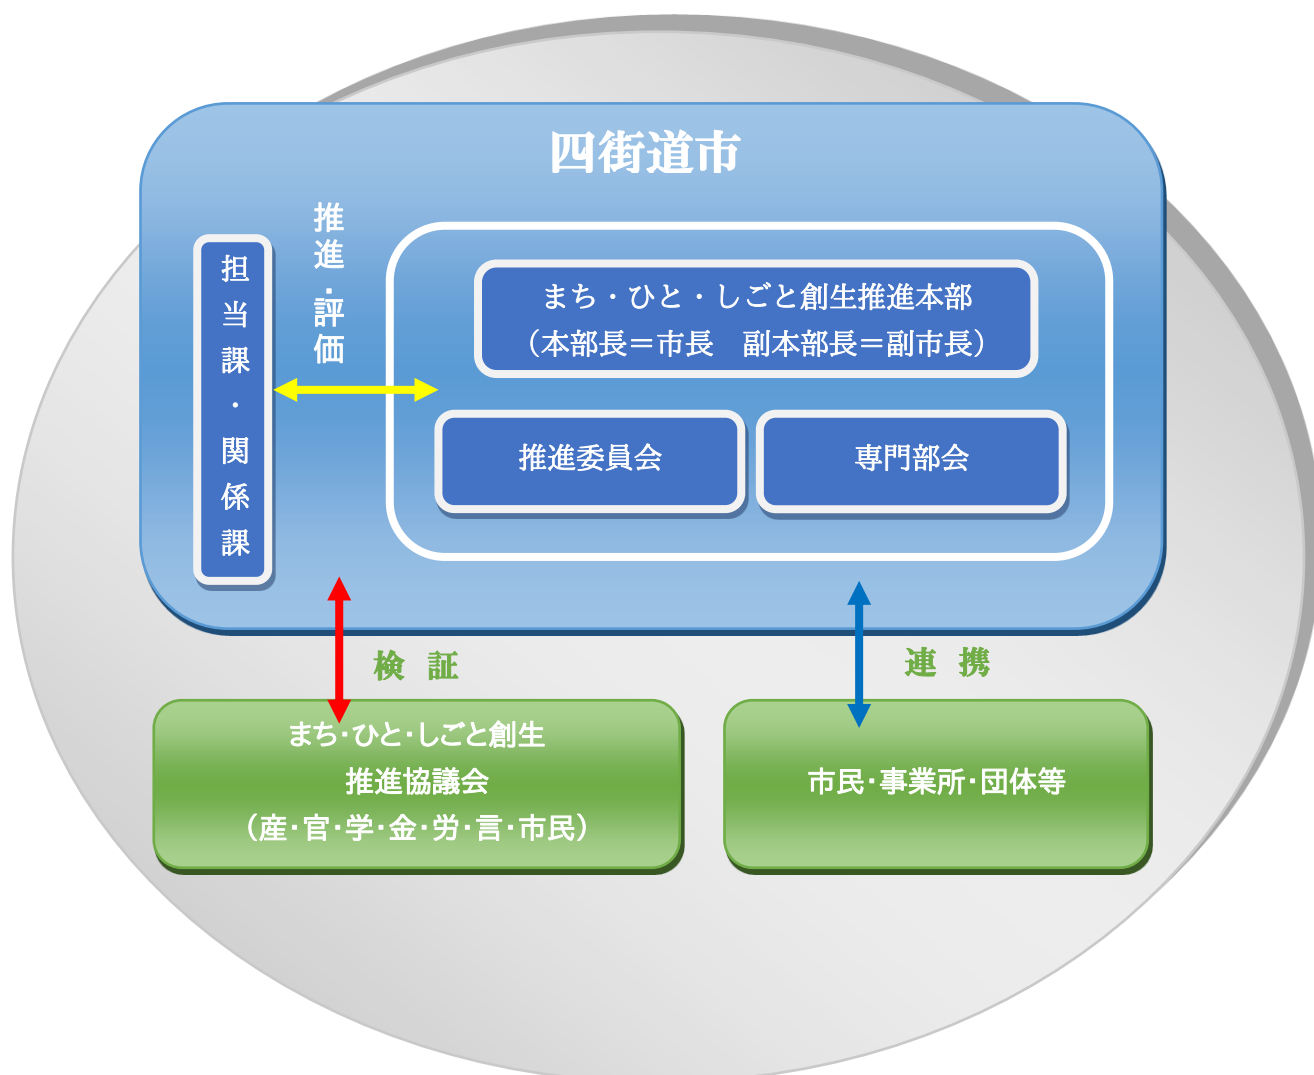 四街道市
推進・評価
担当課・関係課
まち・ひと・しごと創生推進本部
（本部長＝市長　副本部長＝副市長）
推進委員会
専門部会
検 証
連 携
まち・ひと・しごと創生
推進協議会
（産・官・学・金・労・言・市民）
市民・事業所・団体等